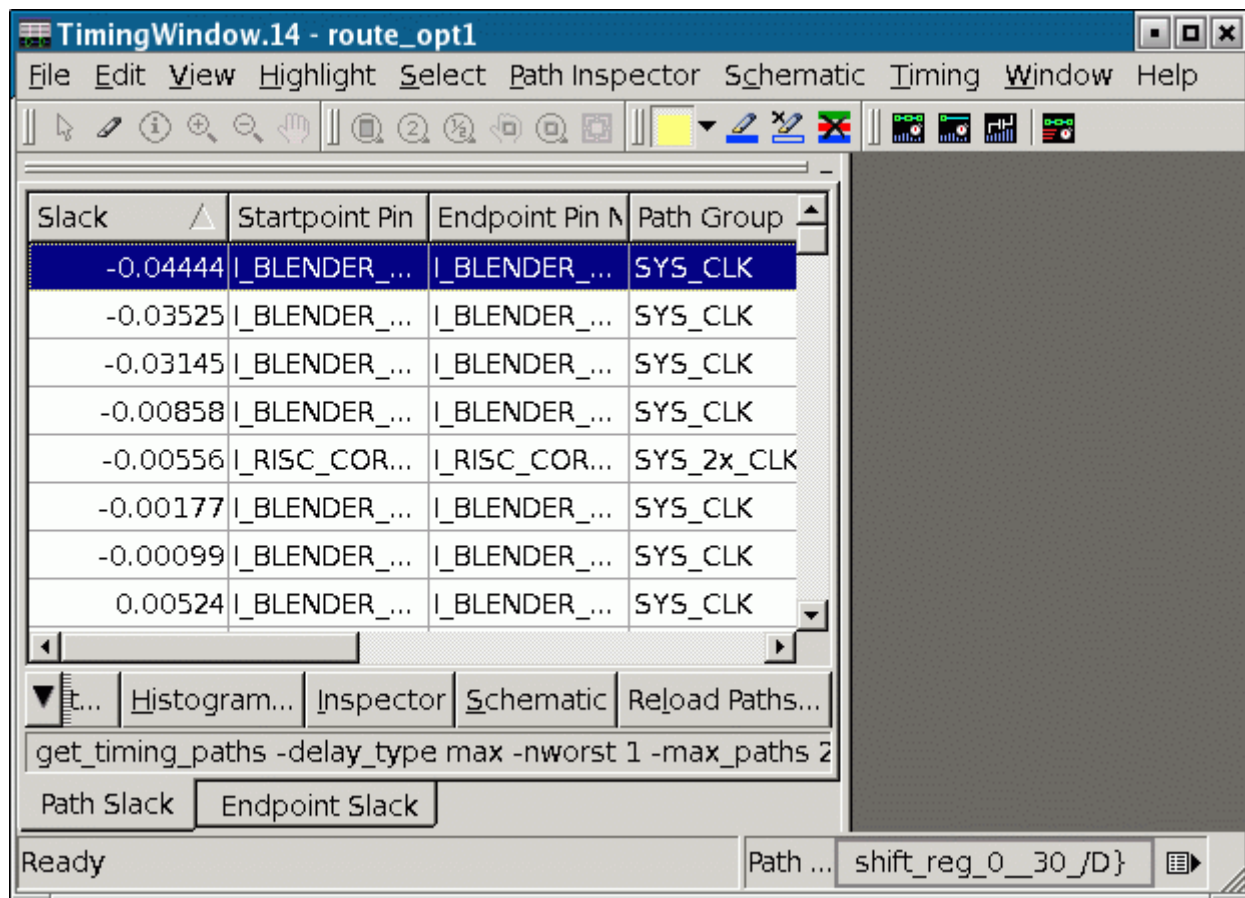 TimingWindow.14 - route_opt1
File Edit View Highlight Select Path Inspector Schematic Timing Window Help
Slack Startpoint Pin Endpoint Pin N Path Group
-0.04444 I_BLENDER_... I_BLENDER_... SYS_CLK
-0.03525 I_BLENDER_... I_BLENDER_... SYS_CLK
-0.03145 I_BLENDER_... I_BLENDER_... SYS_CLK
-0.00858 I_BLENDER_... I_BLENDER_... SYS_CLK
-0.00556 I_RISC_COR... I_RISC_COR... SYS_2x_CLK
-0.00177 I_BLENDER_... I_BLENDER_... SYS_CLK
-0.00099 I_BLENDER_... I_BLENDER_... SYS_CLK
0.00524 I_BLENDER_... I_BLENDER_... SYS_CLK
t... Histogram... Inspector Schematic Reload Paths...
get_timing_paths -delay_type max -nworst 1 -max_paths 2
Path Slack Endpoint Slack
Ready Path ... shift_reg_0__30_/D}